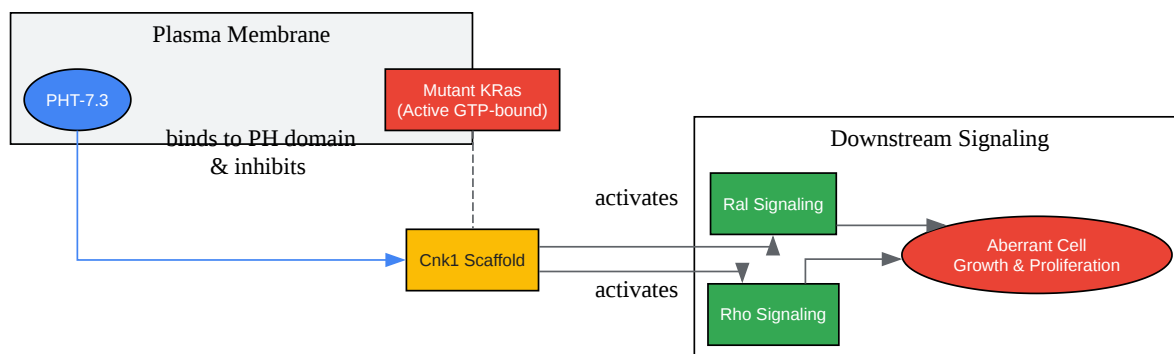 Plasma Membrane
PHT-7.3
Mutant KRas
(Active GTP-bound)
binds to PH domain
& inhibits
Downstream Signaling
activates
Ral Signaling
Cnk1 Scaffold
Aberrant Cell
Growth & Proliferation
activates
Rho Signaling